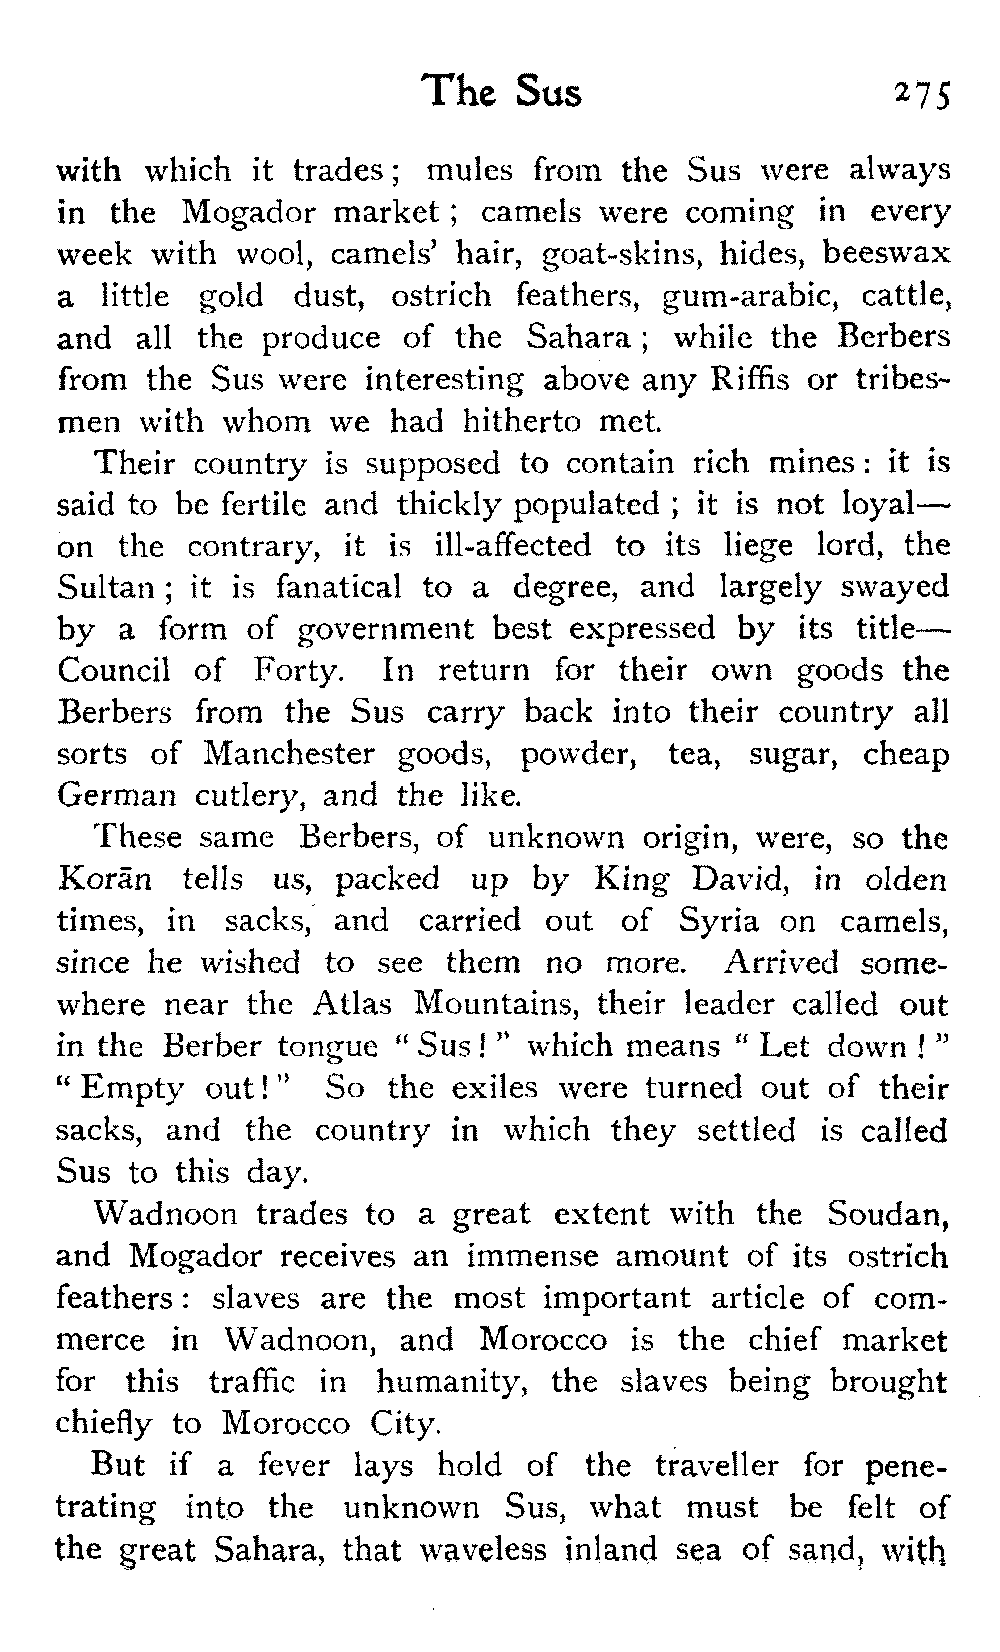 The Sus 275
with which it trades ; mules from the Sus were always
in the Mogador market ; camels were coming in every
week with wool, camels' hair, goat-skins, hides, beeswax
a little gold dust, ostrich feathers, gum-arabic, cattle,
and all the produce of the Sahara ; while the Berbers
from the Sus were interesting above any Riffis or tribes-
men with whom we had hitherto met.
Their country is supposed to contain rich mines : it is
said to be fertile and thickly populated ; it is not loyal—
on the contrary, it is ill-affected to its liege lord, the
Sultan ; it is fanatical to a degree, and largely swayed
by a form of government best expressed by its title—
Council of Forty. In return for their own goods the
Berbers from the Sus carry back into their country all
sorts of Manchester goods, powder, tea, sugar, cheap
German cutlery, and the like.
These same Berbers, of unknown origin, were, so the
Korān tells us, packed up by King David, in olden
times, in sacks, and carried out of Syria on camels,
since he wished to see them no more. Arrived some-
where near the Atlas Mountains, their leader called out
in the Berber tongue " Sus! " which means " Let down ! "
" Empty out! " So the exiles were turned out of their
sacks, and the country in which they settled is called
Sus to this day.
Wadnoon trades to a great extent with the Soudan,
and Mogador receives an immense amount of its ostrich
feathers : slaves are the most important article of com-
merce in Wadnoon, and Morocco is the chief market
for this traffic in humanity, the slaves being brought
chiefly to Morocco City.
But if a fever lays hold of the traveller for pene-
trating into the unknown Sus, what must be felt of
the great Sahara, that waveless inland sea of sand, with